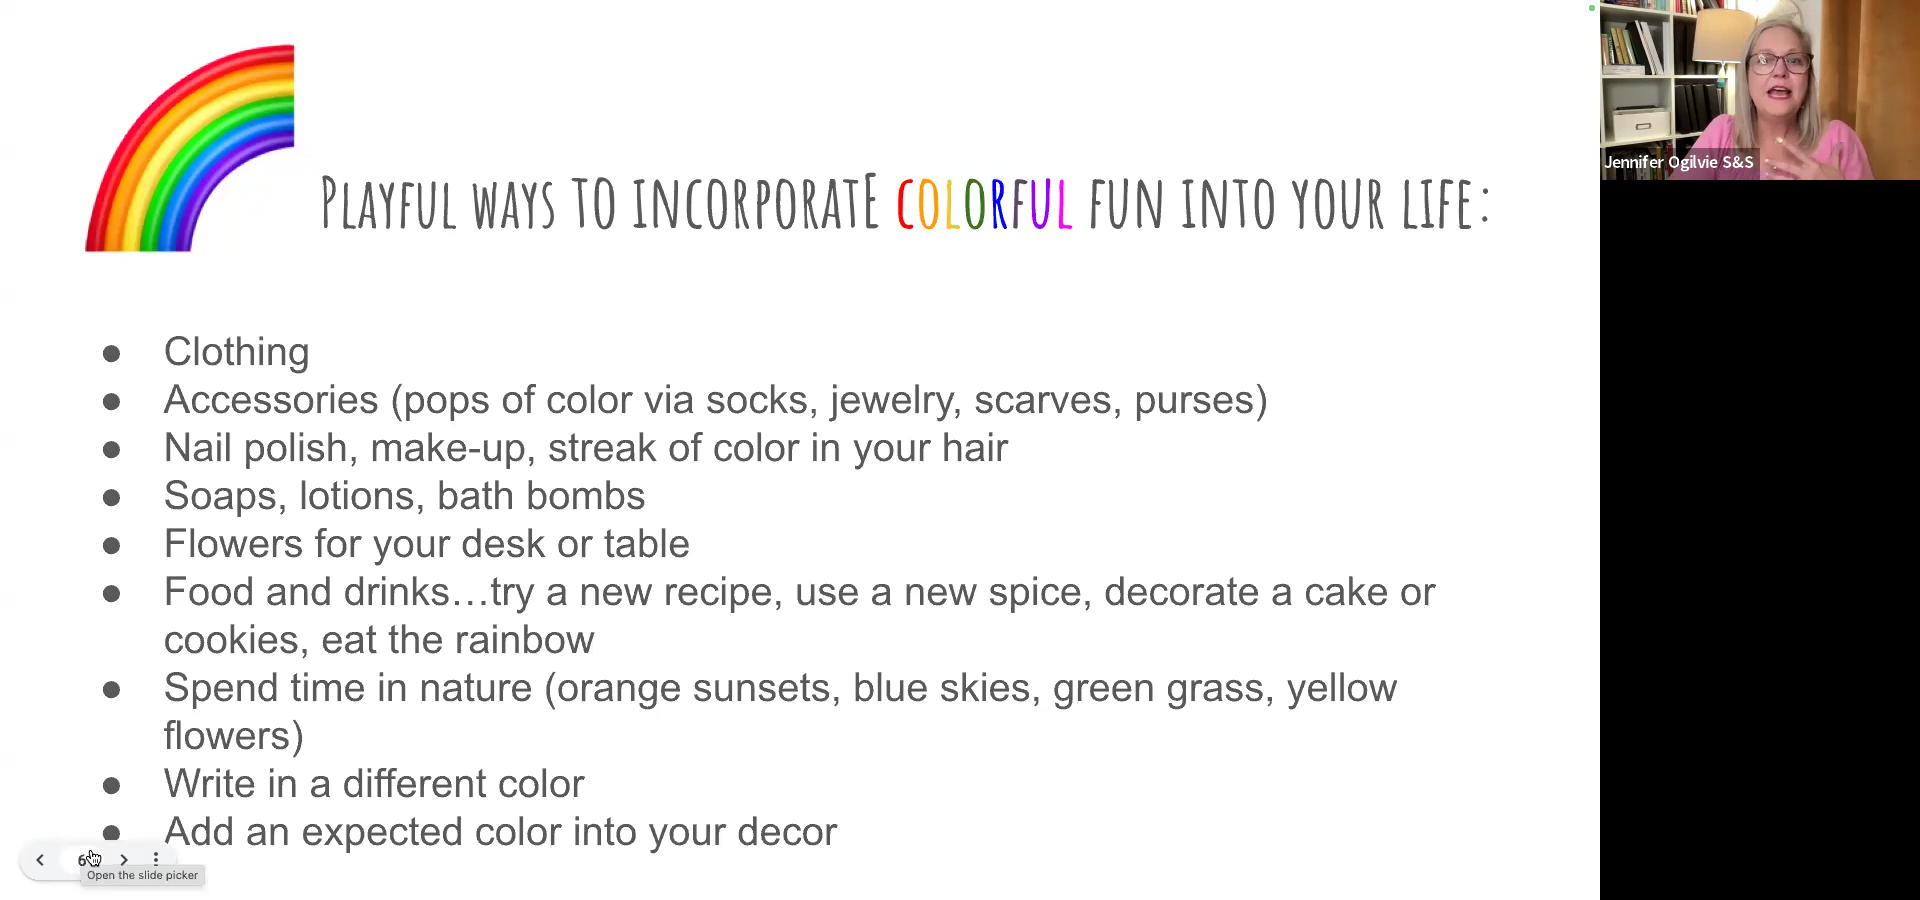 Jennifer Ogilvie S&S
PLAYFUL WAYS TO INCORPORATE COLORFUL FUN INTO YOUR LIFE:
● Clothing
● Accessories (pops of color via socks, jewelry, scarves, purses)
● Nail polish, make-up, streak of color in your hair
● Soaps, lotions, bath bombs
● Flowers for your desk or table
● Food and drinks…try a new recipe, use a new spice, decorate a cake or
cookies, eat the rainbow
● Spend time in nature (orange sunsets, blue skies, green grass, yellow
flowers)
● Write in a different color
● Add an expected color into your decor
Open the slide picker